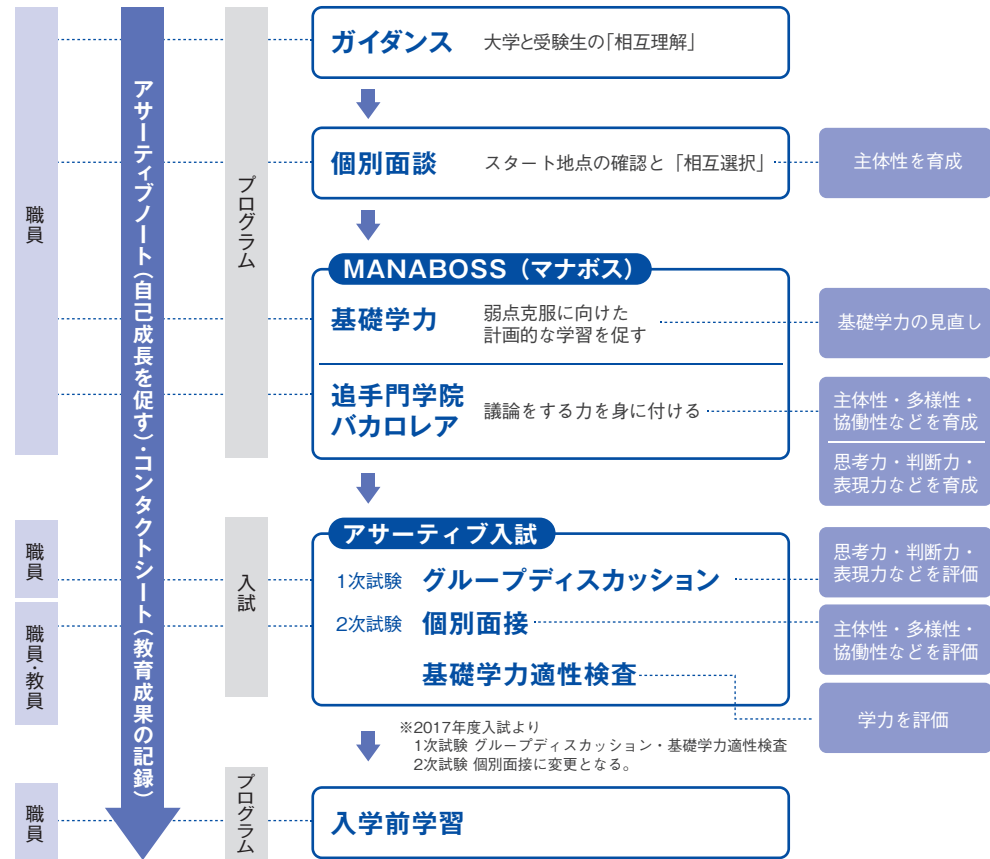 職員
アサーティブノート（自己成長を促す）・コンタクトシート（教育成果の記録）
プログラム
ガイダンス 大学と受験生の「相互理解」
個別面談 スタート地点の確認と「相互選択」
主体性を育成
MANABOSS（マナボス）
基礎学力
弱点克服に向けた
計画的な学習を促す
基礎学力の見直し
追手門学院
バカロレア
議論をする力を身に付ける
主体性・多様性・
協働性などを育成
思考力・判断力・
表現力などを育成
職員
職員・教員
入試
アサーティブ入試
1次試験 グループディスカッション
思考力・判断力・
表現力などを評価
2次試験 個別面接
主体性・多様性・
協働性などを評価
基礎学力適性検査
学力を評価
※2017年度入試より
1次試験 グループディスカッション・基礎学力適性検査
2次試験 個別面接に変更となる。
職員
プログラム
入学前学習